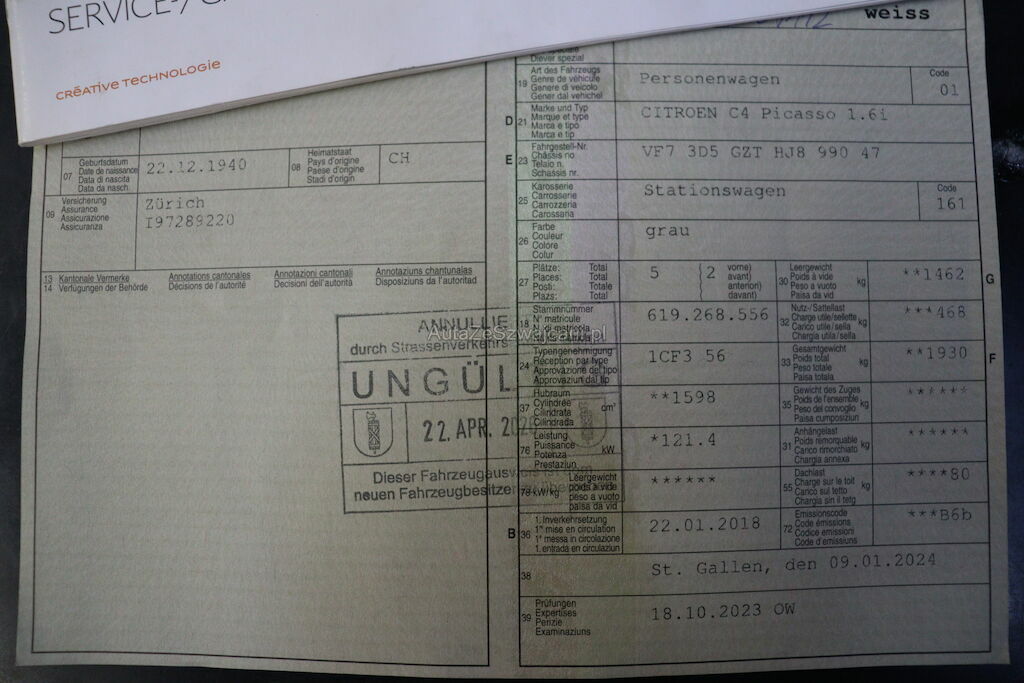 SERVICE-
CRÉATIVE TECHNOLOGIE
weiss
Diever spezial
07 Geburtsdatum
Date de naissance
Data di nascita
Data da nasch.
22.12.1940
08 Heimatstaat
Pays d'origine
Paese d'origine
Stadi d'origin
CH
09 Versicherung
Assurance
Assicurazione
Assicuranza
Zürich
I97289220
13 Kantonale Vermerke
14 Verfügungen der Behörde
Annotations cantonales
Décisions de l'autorité
Annotazioni cantonali
Decisioni dell'autorità
Annotaziuns chantunalas
Disposiziuns da l'autoritad
ANNULLIE
durch Strassenverkehrs
UNGÜL
22. APR. 20
Dieser Fahrzeugausw
neuen Fahrzeugbesitzer
AutaZeSzwajcarii.pl
19 Art des Fahrzeugs
Genre de véhicule
Genere di veicolo
Gener dal vehichel
Personenwagen
Code
01
D 21 Marke und Typ
Marque et type
Marca e tipo
Marca e tip
CITROEN C4 Picasso 1.6i
E 23 Fahrgestell-Nr.
Châssis no
Telaio n.
Schassis nr.
VF7 3D5 GZT HJ8 990 47
25 Karosserie
Carrosserie
Carrozzeria
Carossaria
Stationswagen
Code
161
26 Farbe
Couleur
Colore
Colur
grau
27 Plätze: Total
Places: Total
Posti: Totale
Plazs: Total
5 (2 vorne)
avant)
anteriori)
davant)
30 Leergewicht
Poids à vide
Peso a vuoto
Paisa da vid
kg
**1462
G
18 Stammnummer
N° matricule
N. di matricola
619.268.556
32 Nutz-/Sattellast
Charge utile/sellette
Carico utile/sella
Chargia utila/sella
kg
***468
24 Typengenehmigung
Réception par type
Approvazione del tipo
Approvaziun dal tip
1CF3 56
33 Gesamtgewicht
Poids total
Peso totale
Paisa totala
kg
**1930
F
37 Hubraum
Cylindrée
Cilindrata
Cilindrada
cm³
**1598
35 Gewicht des Zuges
Poids de l'ensemble
Peso del convoglio
Paisa cumposiziun
kg
******
76 Leistung
Puissance
Potenza
Prestaziun
kW
*121.4
31 Anhängelast
Poids remorquable
Carico rimorchiato
Chargia annexa
kg
******
78 kW/kg Leergewicht
poids à vide
peso a vuoto
paisa da vid
******
55 Dachlast
Charge sur le toit
Carico sul tetto
Chargia sin il tetg
kg
****80
B 36 1. Inverkehrsetzung
1re mise en circulation
1a messa in circolazione
1. entrada en circulaziun
22.01.2018
72 Emissionscode
Code émissions
Codice emissioni
Code d'emissiuns
***B6b
38
St. Gallen, den 09.01.2024
39 Prüfungen
Expertises
Perizie
Examinaziuns
18.10.2023 OW